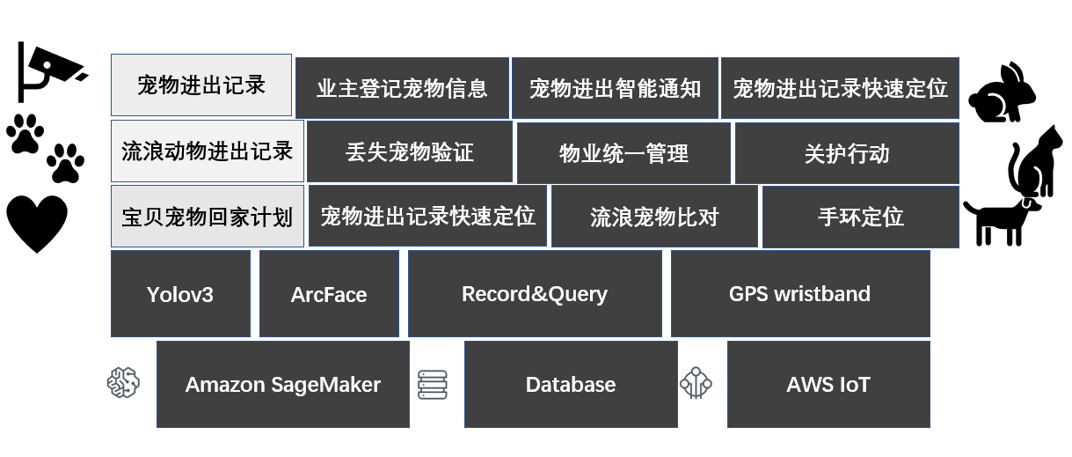 宠物进出记录
业主登记宠物信息
宠物进出智能通知
宠物进出记录快速定位
流浪动物进出记录
丢失宠物验证
物业统一管理
关护行动
宝贝宠物回家计划
宠物进出记录快速定位
流浪宠物比对
手环定位
Yolov3
ArcFace
Record&Query
GPS wristband
Amazon SageMaker
Database
AWS IoT